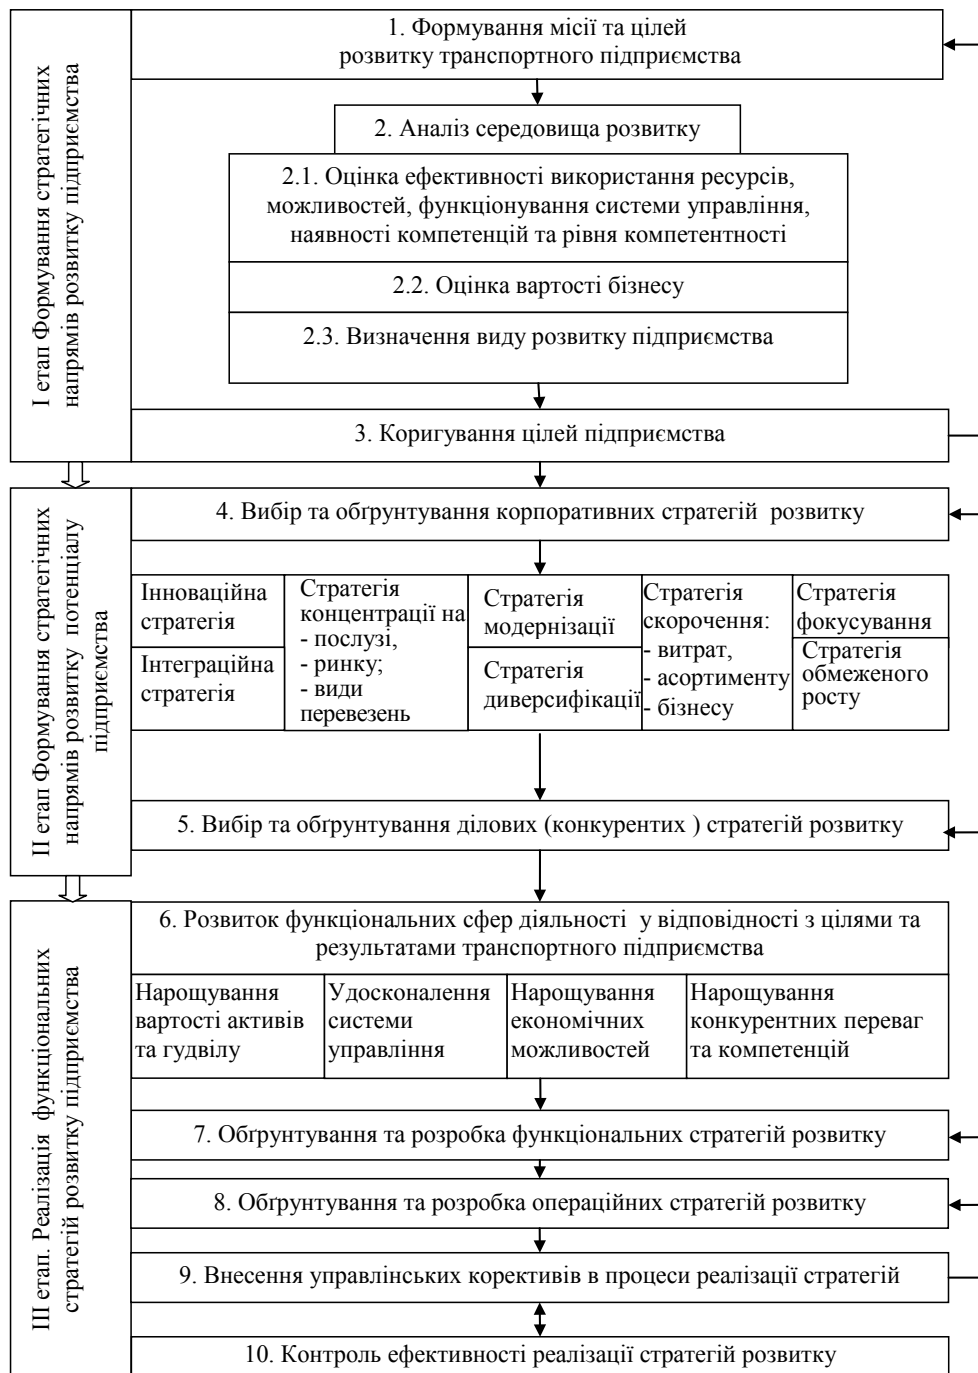 І етап Формування стратегічних
напрямів розвитку підприємства
1. Формування місії та цілей
розвитку транспортного підприємства
2. Аналіз середовища розвитку
2.1. Оцінка ефективності використання ресурсів,
можливостей, функціонування системи управління,
наявності компетенцій та рівня компетентності
2.2. Оцінка вартості бізнесу
2.3. Визначення виду розвитку підприємства
3. Коригування цілей підприємства
ІІ етап Формування стратегічних
напрямів розвитку потенціалу
підприємства
4. Вибір та обґрунтування корпоративних стратегій розвитку
Інноваційна
стратегія
Інтеграційна
стратегія
Стратегія
концентрації на
- послузі,
- ринку;
- види
перевезень
Стратегія
модернізації
Стратегія
диверсифікації
Стратегія
скорочення:
- витрат,
- асортименту
- бізнесу
Стратегія
фокусування
Стратегія
обмеженого
росту
5. Вибір та обґрунтування ділових (конкурентих ) стратегій розвитку
ІІІ етап. Реалізація функціональних
стратегій розвитку підприємства
6. Розвиток функціональних сфер діяльності у відповідності з цілями та
результатами транспортного підприємства
Нарощування
вартості активів
та гудвілу
Удосконалення
системи
управління
Нарощування
економічних
можливостей
Нарощування
конкурентних переваг
та компетенцій
7. Обґрунтування та розробка функціональних стратегій розвитку
8. Обґрунтування та розробка операційних стратегій розвитку
9. Внесення управлінських корективів в процеси реалізації стратегій
10. Контроль ефективності реалізації стратегій розвитку